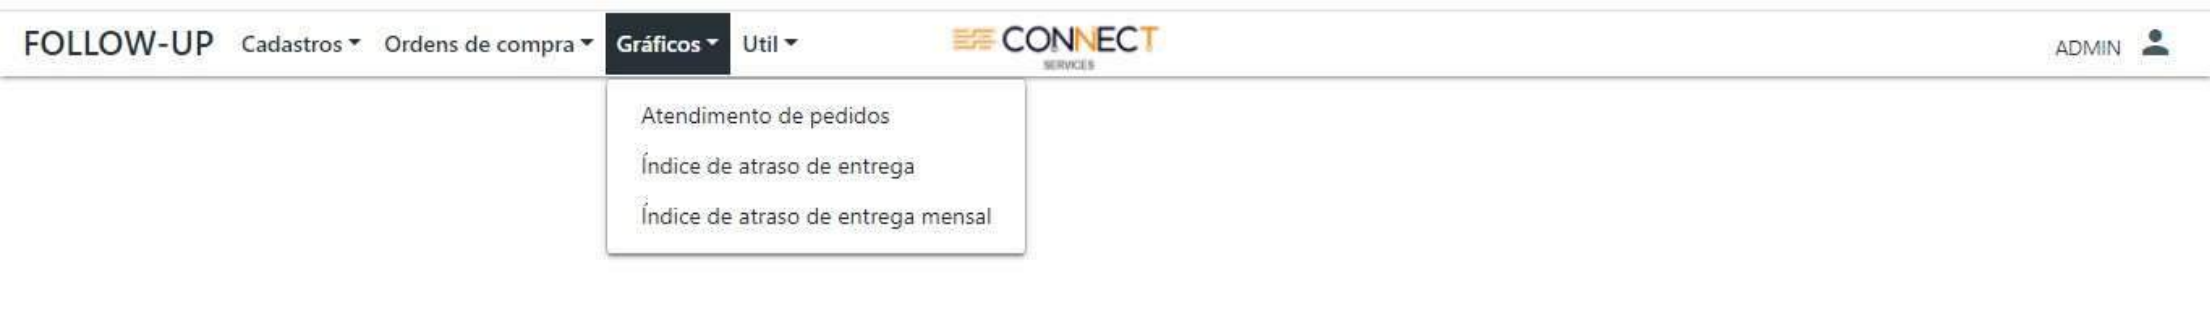 FOLLOW-UP Cadastros Ordens de compra Gráficos Util CONNECT ADMIN
SERVICES
Atendimento de pedidos
Índice de atraso de entrega
Índice de atraso de entrega mensal